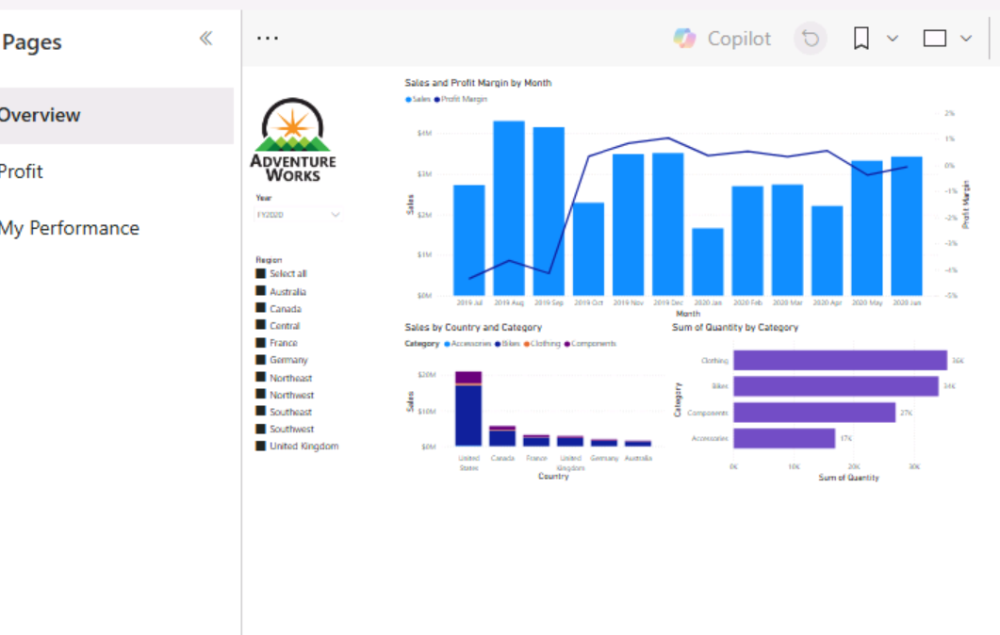 Pages
Overview
Profit
My Performance
Copilot
ADVENTURE
WORKS
Year
FY2020
Region
Select all
Australia
Canada
Central
France
Germany
Northeast
Northwest
Southeast
Southwest
United Kingdom
Sales and Profit Margin by Month
Sales Profit Margin
Sales
$4M
$3M
$2M
$1M
$0M
2019 Jul 2019 Aug 2019 Sep 2019 Oct 2019 Nov 2019 Dec 2020 Jan 2020 Feb 2020 Mar 2020 Apr 2020 May 2020 Jun
Month
2%
1%
0%
-1%
-2%
-3%
-4%
-5%
Profit Margin
Sales by Country and Category
Category Accessories Bikes Clothing Components
Sales
$20M
$10M
$0M
United States Canada France United Kingdom Germany Australia
Country
Sum of Quantity by Category
Category
Clothing 36K
Bikes 34K
Components 27K
Accessories 17K
0K 10K 20K 30K
Sum of Quantity